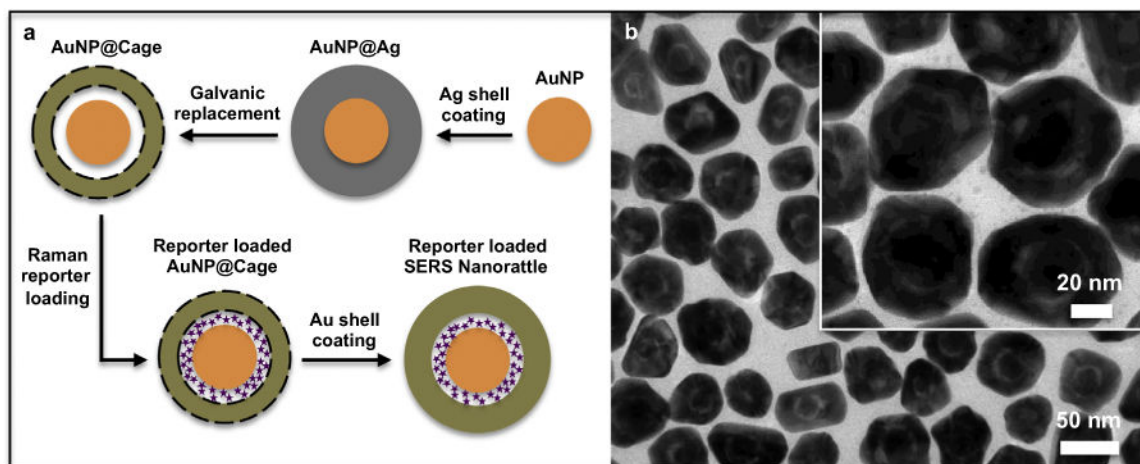 a
AuNP@Cage
AuNP@Ag
AuNP
Galvanic
replacement
Ag shell
coating
Raman
reporter
loading
Reporter loaded
AuNP@Cage
Au shell
coating
Reporter loaded
SERS Nanorattle
b
20 nm
50 nm